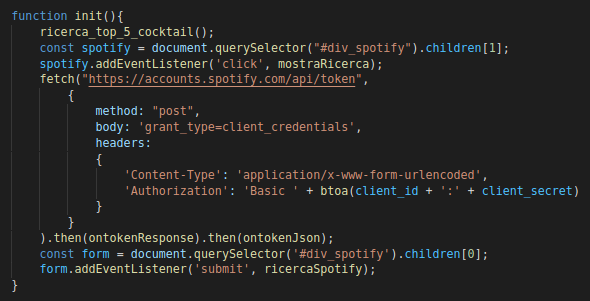 function init(){
    ricerca_top_5_cocktail();
    const spotify = document.querySelector("#div_spotify").children[1];
    spotify.addEventListener('click', mostraRicerca);
    fetch("https://accounts.spotify.com/api/token",
        {
            method: "post",
            body: 'grant_type=client_credentials',
            headers:
            {
                'Content-Type': 'application/x-www-form-urlencoded',
                'Authorization': 'Basic ' + btoa(client_id + ':' + client_secret)
            }
        }
    ).then(ontokenResponse).then(ontokenJson);
    const form = document.querySelector('#div_spotify').children[0];
    form.addEventListener('submit', ricercaSpotify);
}